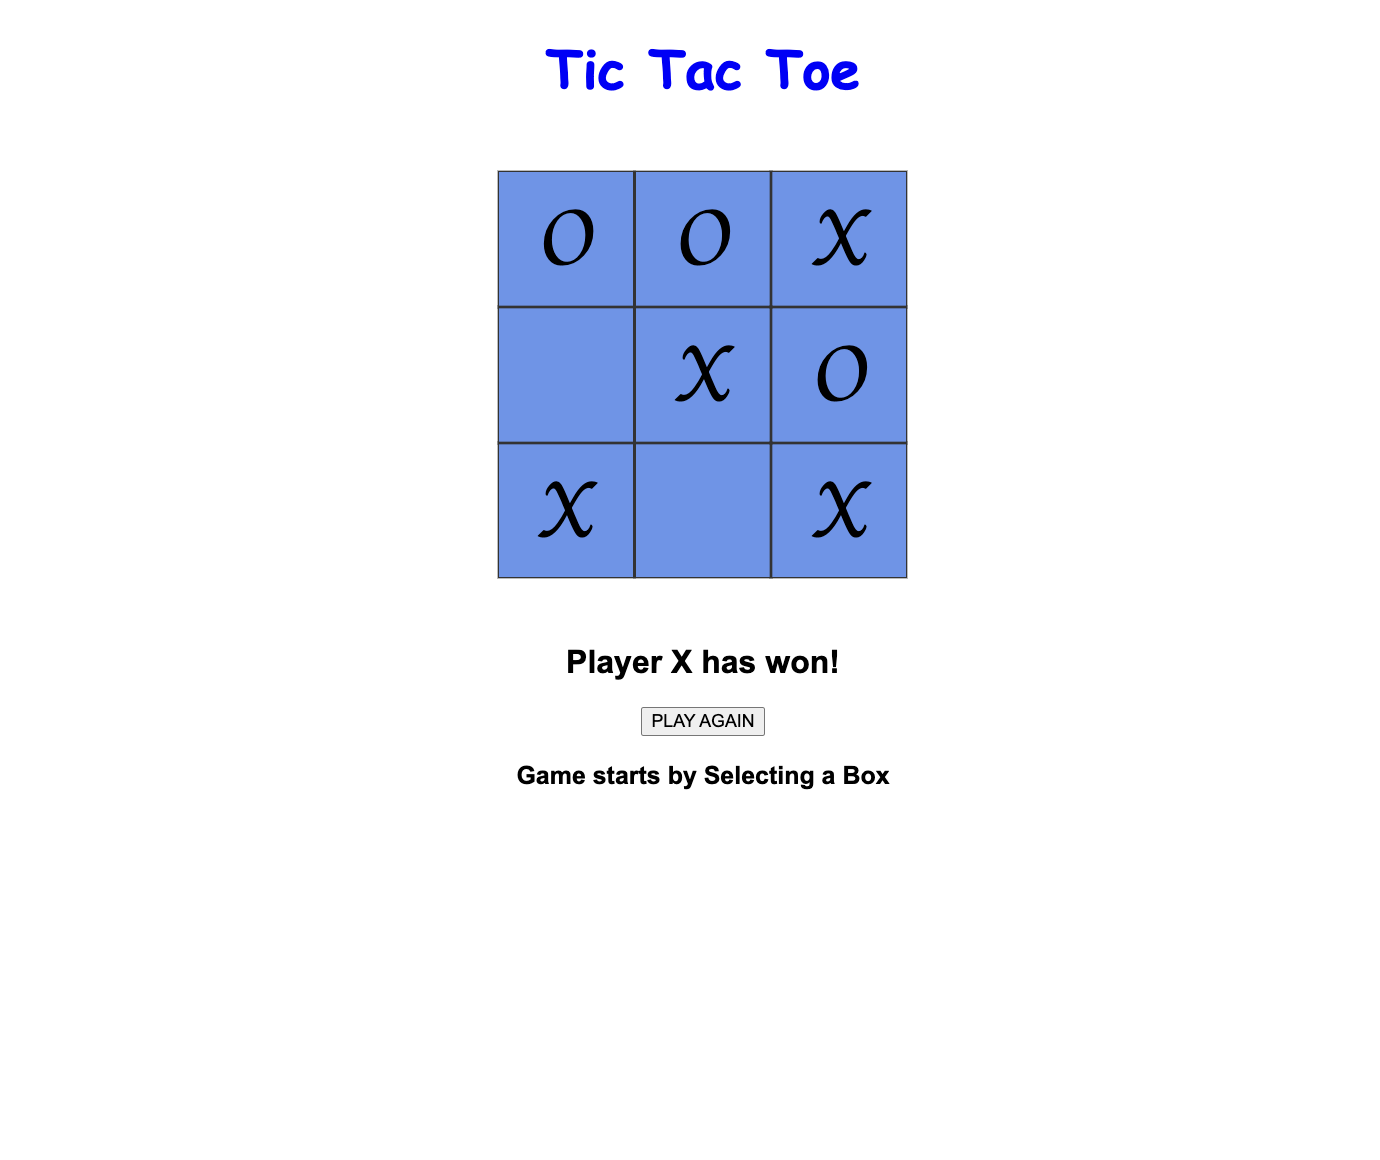 Tic Tac Toe
O O X
X O
X X
Player X has won!
PLAY AGAIN
Game starts by Selecting a Box